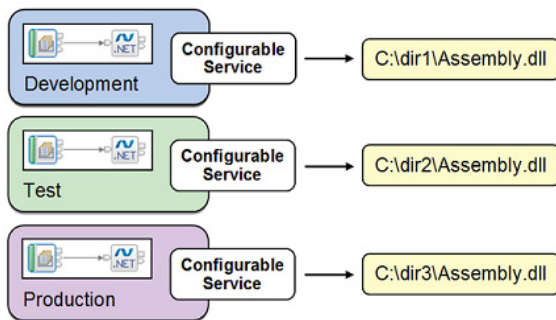 .NET
Development
Configurable
Service
C:\dir1\Assembly.dll
.NET
Test
Configurable
Service
C:\dir2\Assembly.dll
.NET
Production
Configurable
Service
C:\dir3\Assembly.dll